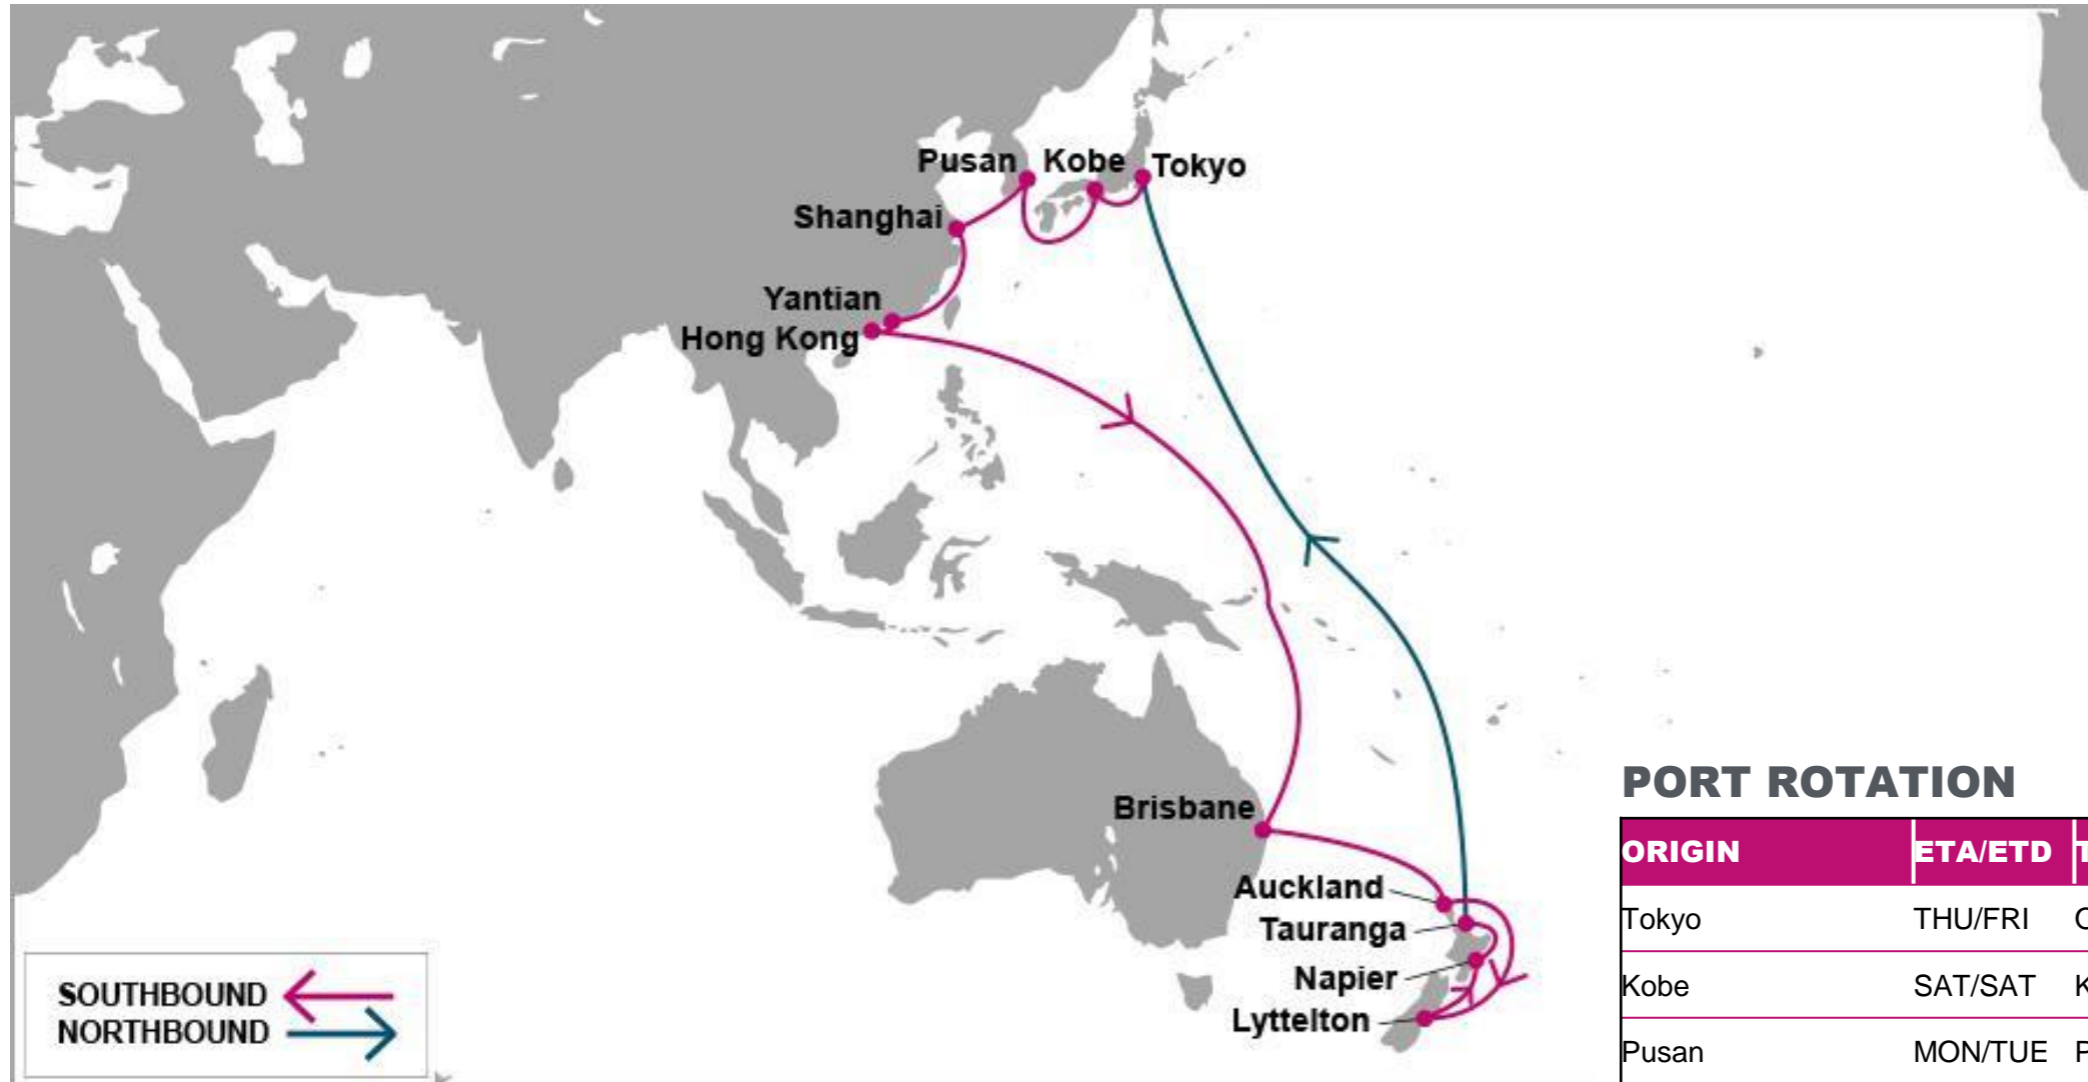 Pusan Kobe Tokyo
Shanghai
Yantian
Hong Kong
Brisbane
Auckland
Tauranga
Napier
Lyttelton
SOUTHBOUND
NORTHBOUND
PORT ROTATION
ORIGIN ETA/ETD
Tokyo THU/FRI
Kobe SAT/SAT
Pusan MON/TUE